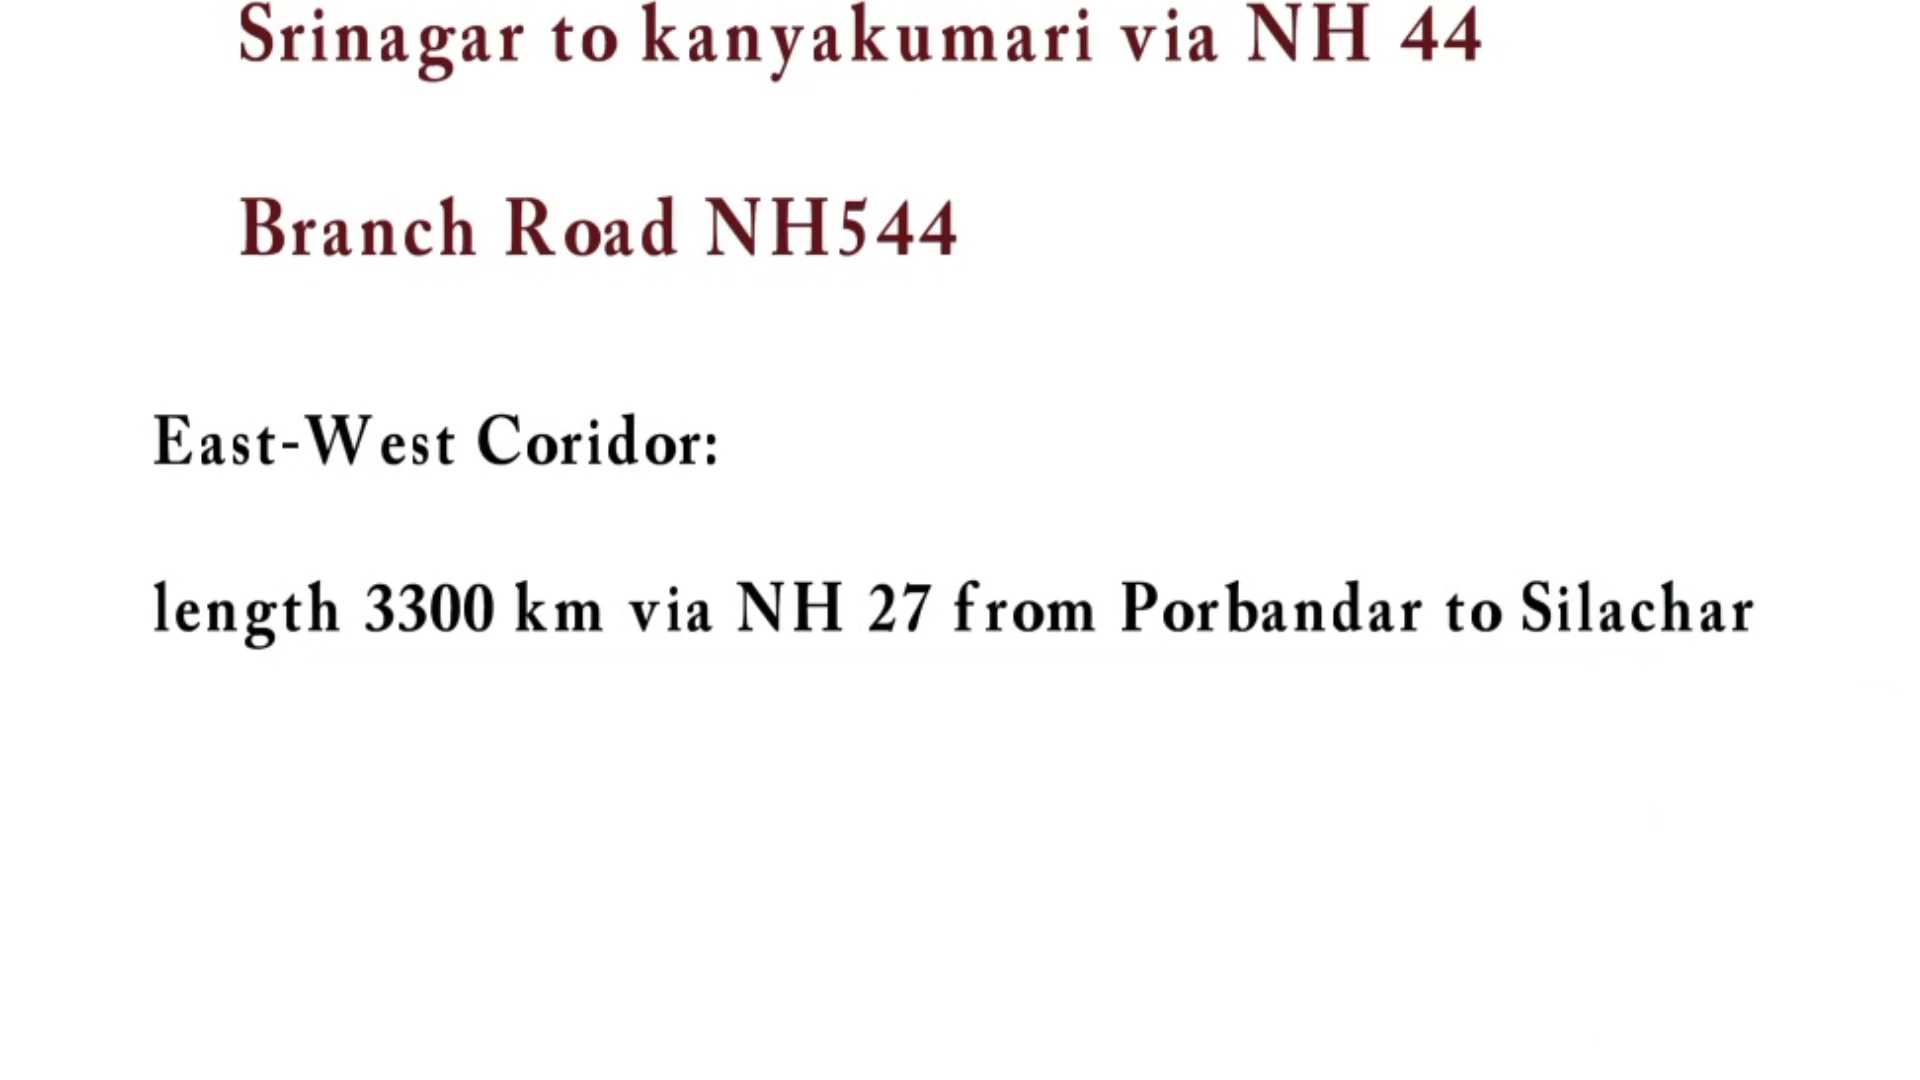 Srinagar to kanyakumari via NH 44
Branch Road NH544
East-West Coridor:
length 3300 km via NH 27 from Porbandar to Silachar